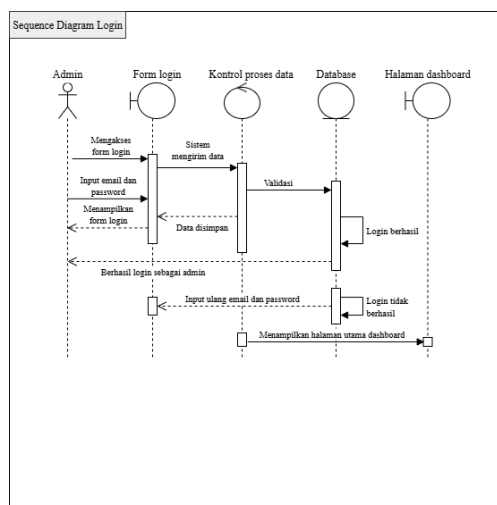 Sequence Diagram Login
Admin
Form login
Kontrol proses data
Database
Halaman dashboard
Mengakses
form login
Sistem
mengirim data
Validasi
Input email dan
password
Menampilkan
form login
Data disimpan
Login berhasil
Berhasil login sebagai admin
Input ulang email dan password
Login tidak
berhasil
Menampilkan halaman utama dashboard